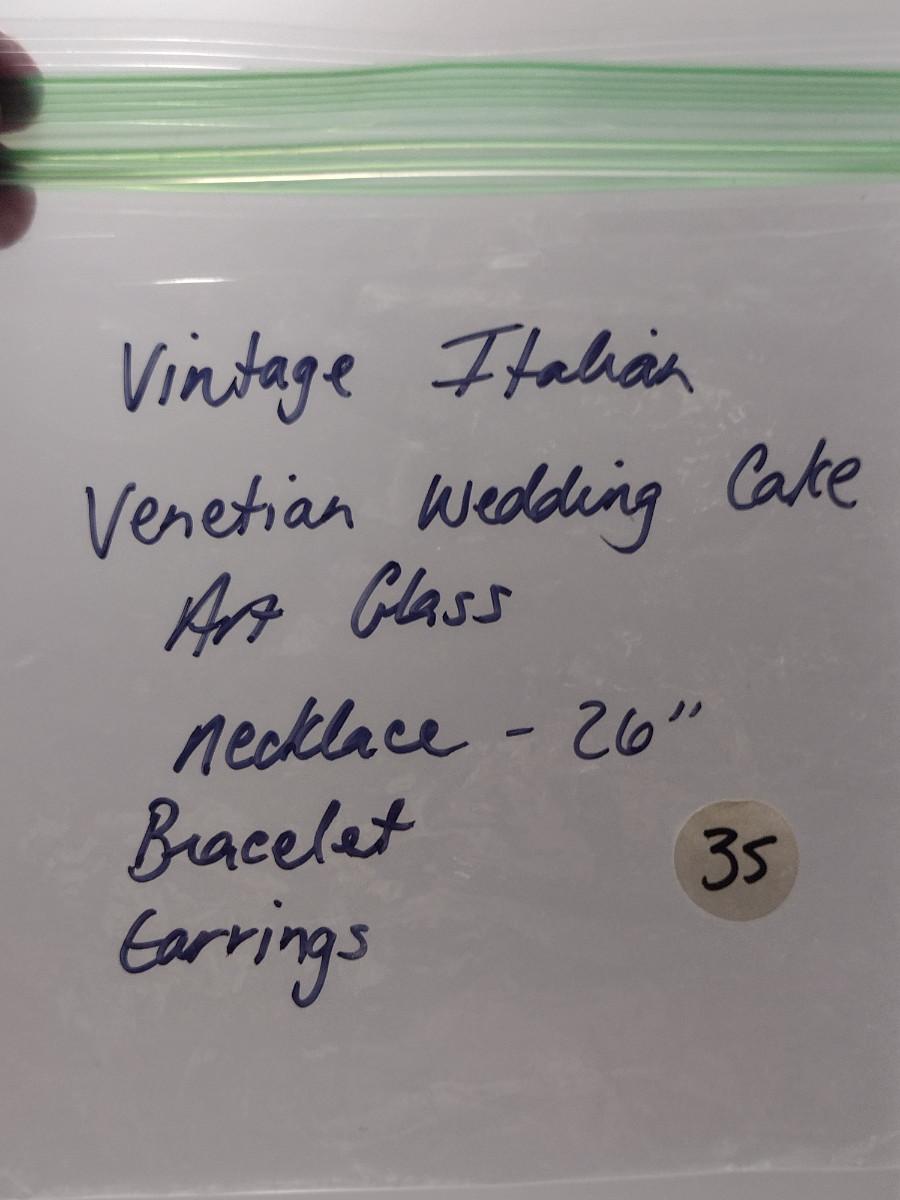 Vintage Italian
Venetian Wedding Cake
Art Glass
necklace - 26"
Bracelet
35
Earrings